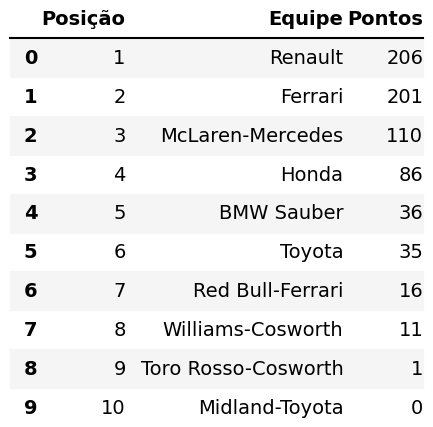 Posição Equipe Pontos
0 1 Renault 206
1 2 Ferrari 201
2 3 McLaren-Mercedes 110
3 4 Honda 86
4 5 BMW Sauber 36
5 6 Toyota 35
6 7 Red Bull-Ferrari 16
7 8 Williams-Cosworth 11
8 9 Toro Rosso-Cosworth 1
9 10 Midland-Toyota 0